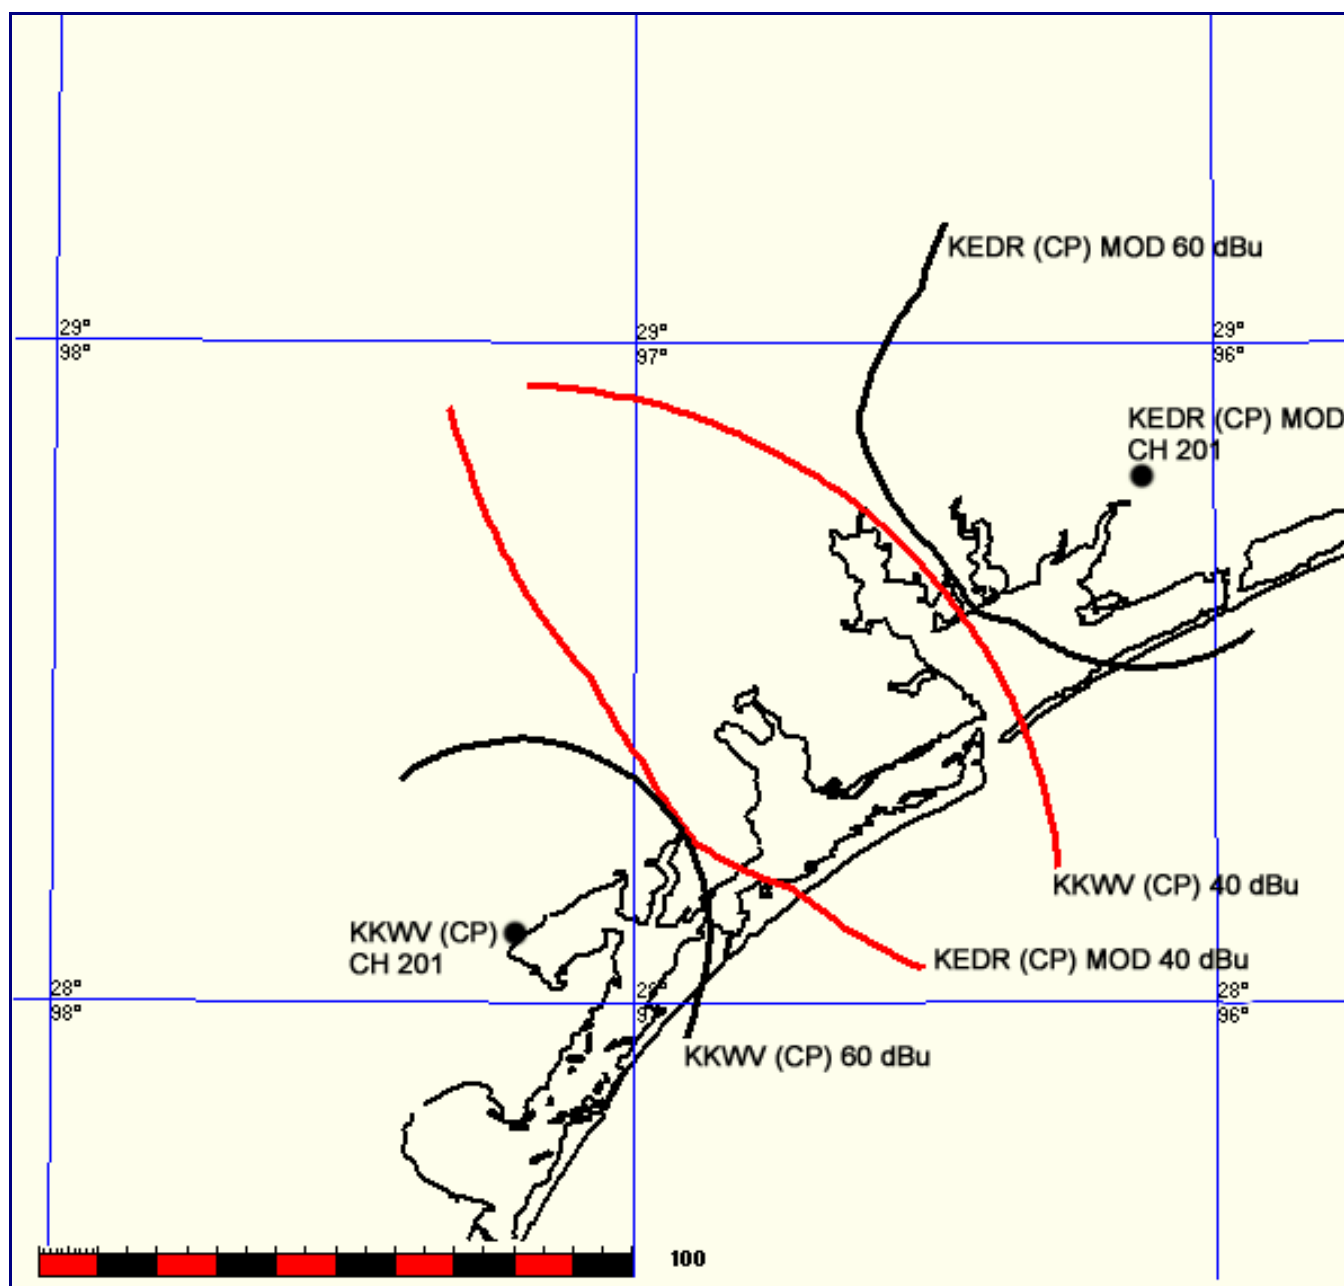 KEDR (CP) MOD 60 dBu
29°
98°
29°
97°
29°
96°
KEDR (CP) MOD
CH 201
KKWV (CP) 40 dBu
KKWV (CP)
CH 201
KEDR (CP) MOD 40 dBu
28°
98°
28°
28°
96°
KKWV (CP) 60 dBu
100